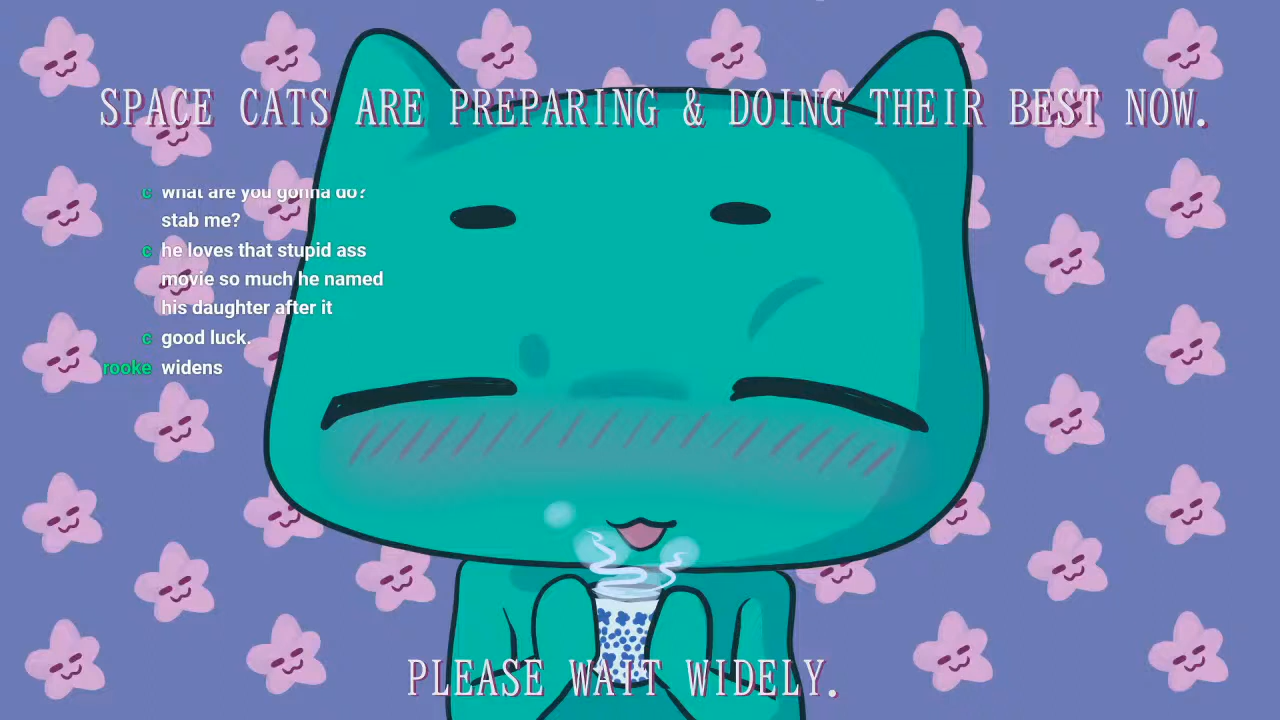 SPACE CATS ARE PREPARING & DOING THEIR BEST NOW.
c what are you gonna do?
stab me?
c he loves that stupid ass
movie so much he named
his daughter after it
c good luck.
rooke widens
PLEASE WAIT WIDELY.